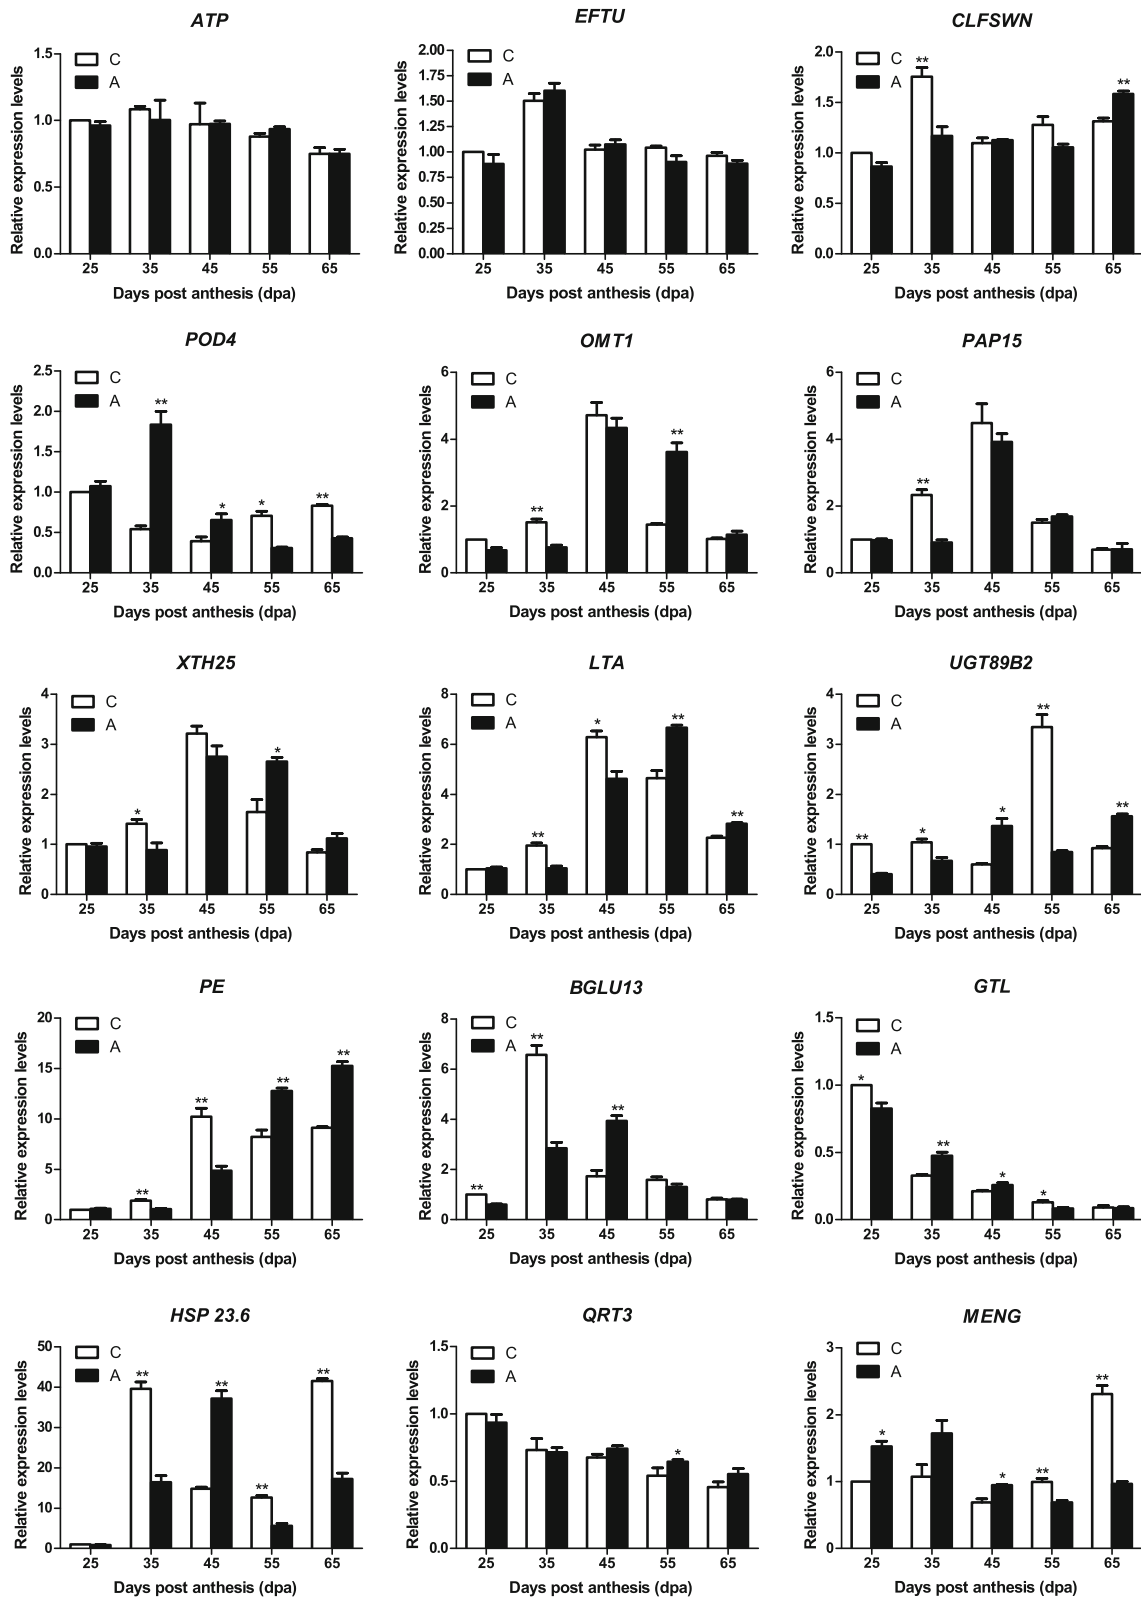 ATP
EFTU
CLFSWN
Relative expression levels
1.5
1.0
0.5
0.0
C
A
25 35 45 55 65
Days post anthesis (dpa)
Relative expression levels
2.00
1.75
1.50
1.25
1.00
0.75
0.50
0.25
0.00
C
A
25 35 45 55 65
Days post anthesis (dpa)
Relative expression levels
2.0
1.5
1.0
0.5
0.0
C
A
**
**
25 35 45 55 65
Days post anthesis (dpa)
POD4
OMT1
PAP15
Relative expression levels
2.5
2.0
1.5
1.0
0.5
0.0
C
A
**
*
*
**
25 35 45 55 65
Days post anthesis (dpa)
Relative expression levels
6
4
2
0
C
A
**
**
25 35 45 55 65
Days post anthesis (dpa)
Relative expression levels
6
4
2
0
C
A
**
25 35 45 55 65
Days post anthesis (dpa)
XTH25
LTA
UGT89B2
Relative expression levels
4
3
2
1
0
C
A
*
*
25 35 45 55 65
Days post anthesis (dpa)
Relative expression levels
8
6
4
2
0
C
A
**
*
**
**
25 35 45 55 65
Days post anthesis (dpa)
Relative expression levels
4
3
2
1
0
C
A
**
*
*
**
**
25 35 45 55 65
Days post anthesis (dpa)
PE
BGLU13
GTL
Relative expression levels
20
15
10
5
0
C
A
**
**
**
**
25 35 45 55 65
Days post anthesis (dpa)
Relative expression levels
8
6
4
2
0
C
A
**
**
**
25 35 45 55 65
Days post anthesis (dpa)
Relative expression levels
1.5
1.0
0.5
0.0
C
A
*
**
*
*
25 35 45 55 65
Days post anthesis (dpa)
HSP 23.6
QRT3
MENG
Relative expression levels
50
40
30
20
10
0
C
A
**
**
**
**
25 35 45 55 65
Days post anthesis (dpa)
Relative expression levels
1.5
1.0
0.5
0.0
C
A
*
25 35 45 55 65
Days post anthesis (dpa)
Relative expression levels
3
2
1
0
C
A
*
*
**
**
25 35 45 55 65
Days post anthesis (dpa)